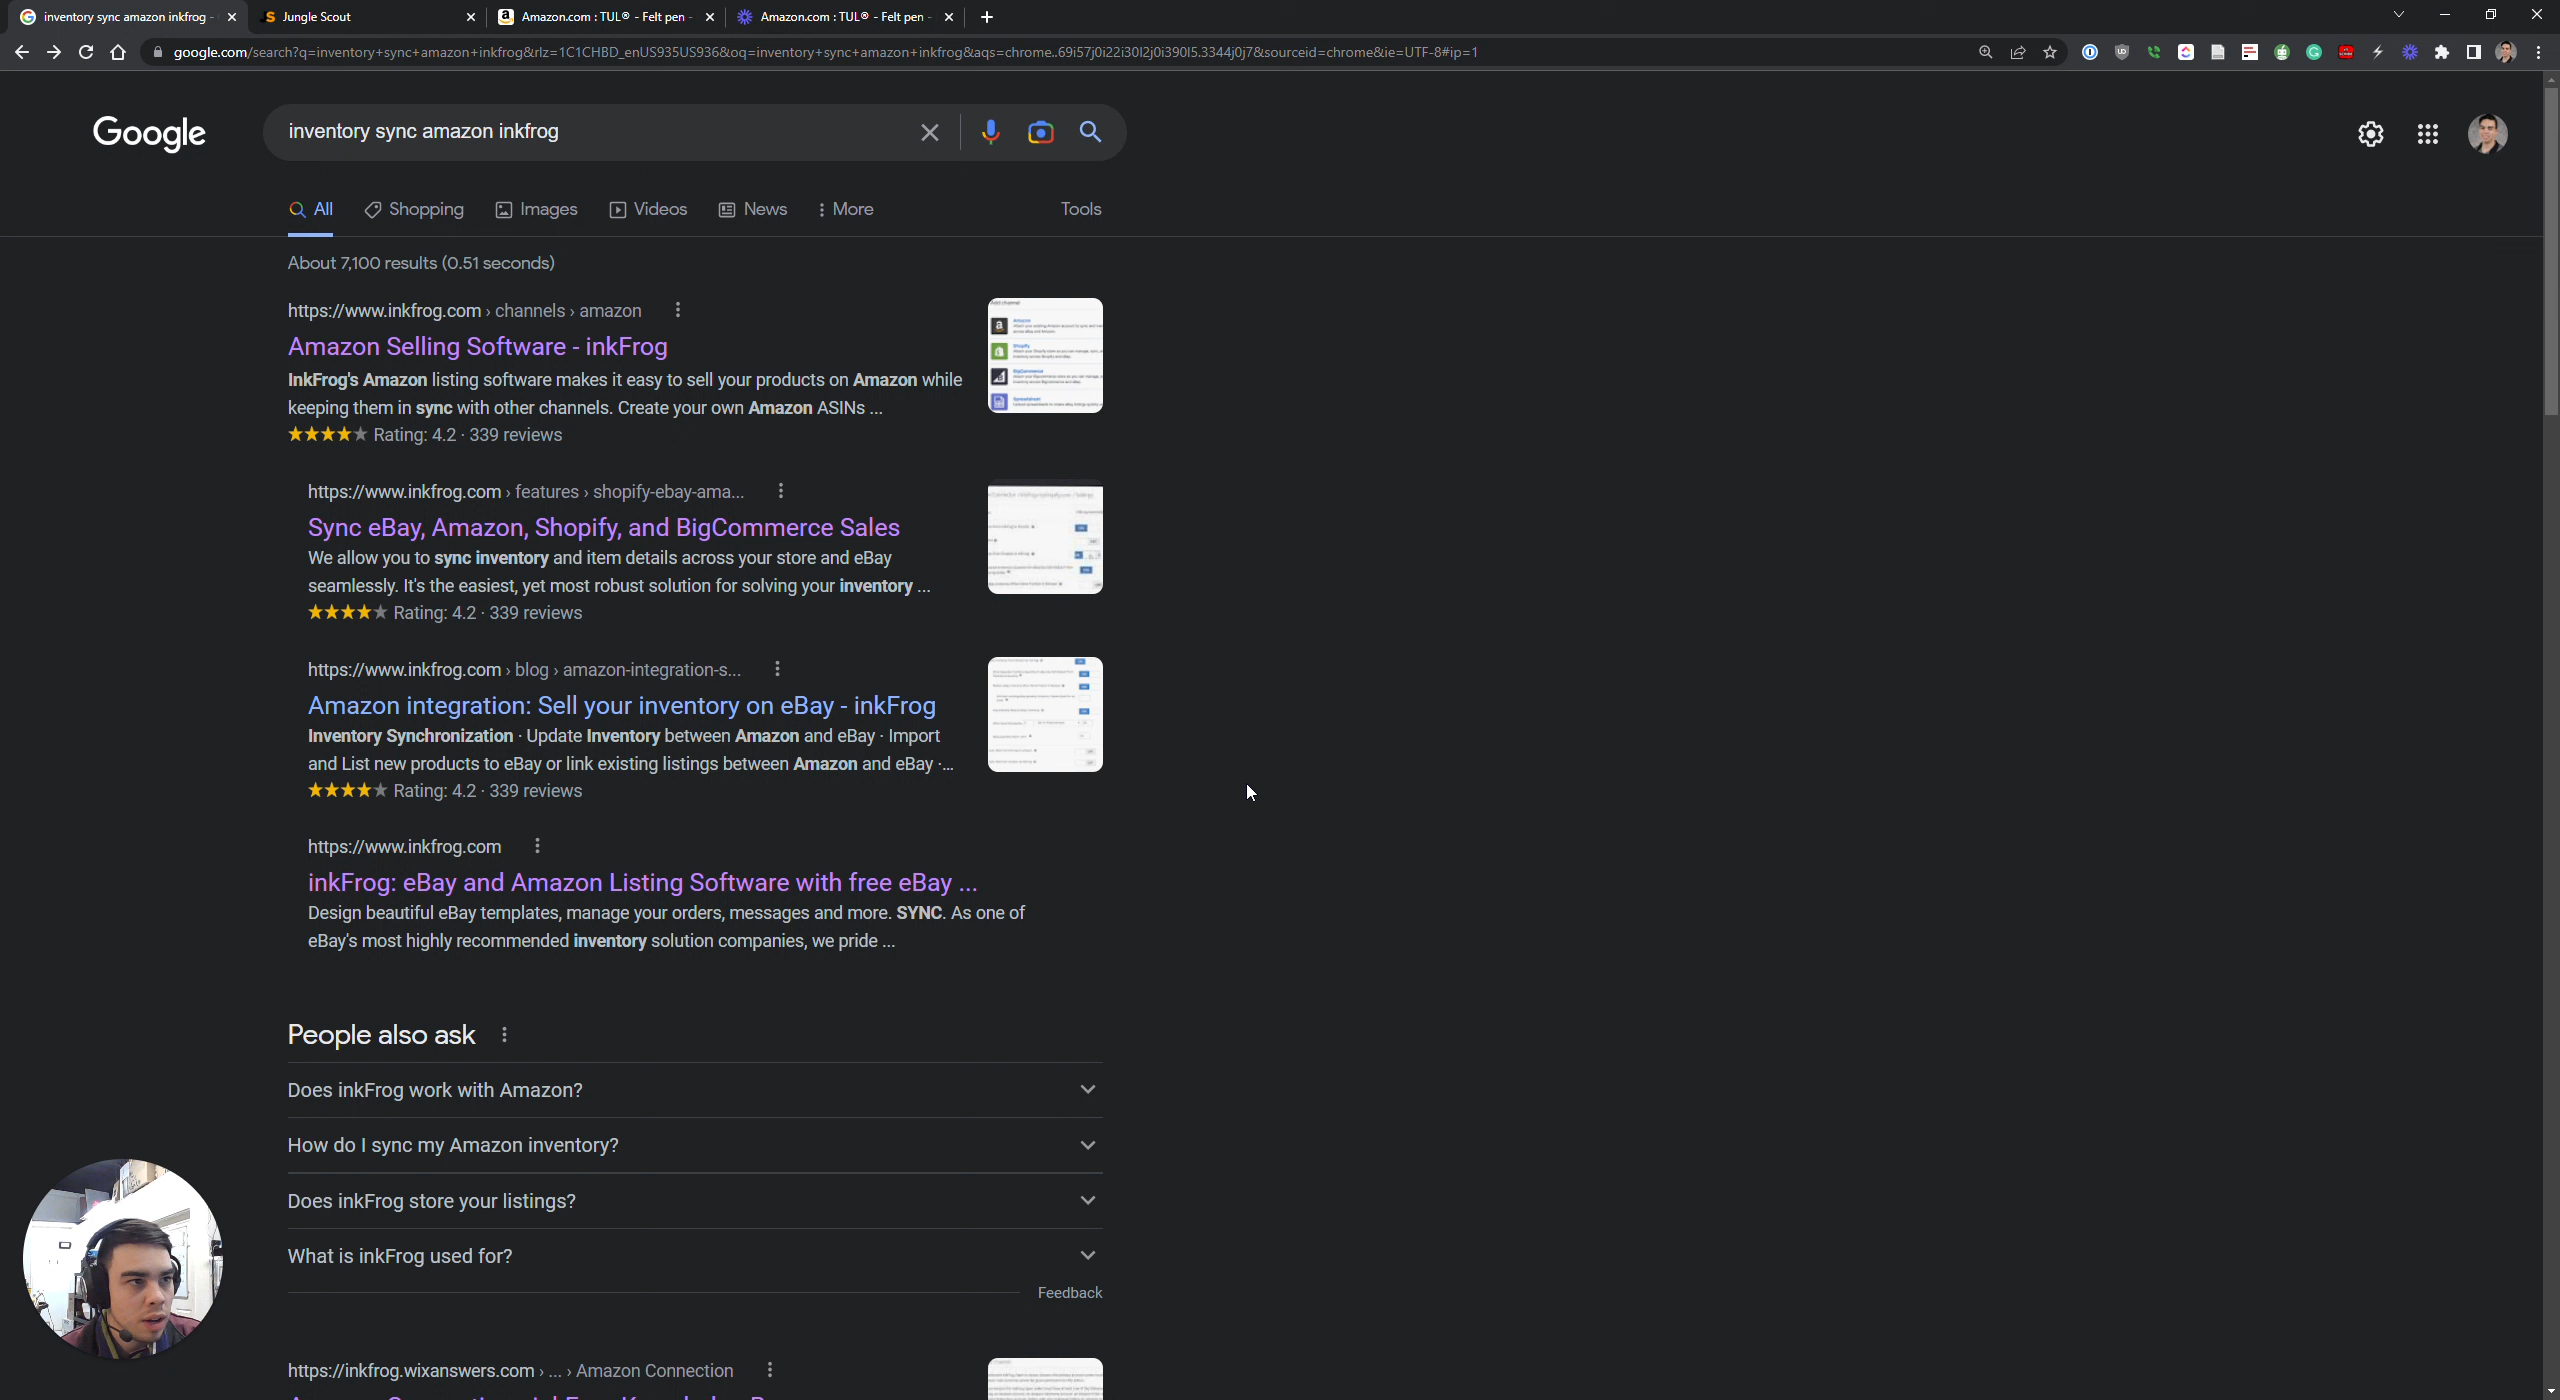 inventory sync amazon inkfrog -
Jungle Scout
Amazon.com : TUL® - Felt pen -
Amazon.com : TUL® - Felt pen -
google.com/search?q=inventory+sync+amazon+inkfrog&rlz=1C1CHBD_enUS935US936&oq=inventory+sync+amazon+inkfrog&aqs=chrome..69i57j0i22i30l2j0i390l5.3344j0j7&sourceid=chrome&ie=UTF-8#ip=1
Google
inventory sync amazon inkfrog
All
Shopping
Images
Videos
News
More
Tools
About 7,100 results (0.51 seconds)
https://www.inkfrog.com › channels › amazon
Amazon Selling Software - inkFrog
InkFrog's Amazon listing software makes it easy to sell your products on Amazon while
keeping them in sync with other channels. Create your own Amazon ASINs ...
Rating: 4.2 · 339 reviews
https://www.inkfrog.com › features › shopify-ebay-ama...
Sync eBay, Amazon, Shopify, and BigCommerce Sales
We allow you to sync inventory and item details across your store and eBay
seamlessly. It's the easiest, yet most robust solution for solving your inventory ...
Rating: 4.2 · 339 reviews
https://www.inkfrog.com › blog › amazon-integration-s...
Amazon integration: Sell your inventory on eBay - inkFrog
Inventory Synchronization · Update Inventory between Amazon and eBay · Import
and List new products to eBay or link existing listings between Amazon and eBay ·...
Rating: 4.2 · 339 reviews
https://www.inkfrog.com
inkFrog: eBay and Amazon Listing Software with free eBay ...
Design beautiful eBay templates, manage your orders, messages and more. SYNC. As one of
eBay's most highly recommended inventory solution companies, we pride ...
People also ask
Does inkFrog work with Amazon?
How do I sync my Amazon inventory?
Does inkFrog store your listings?
What is inkFrog used for?
Feedback
https://inkfrog.wixanswers.com › ... › Amazon Connection